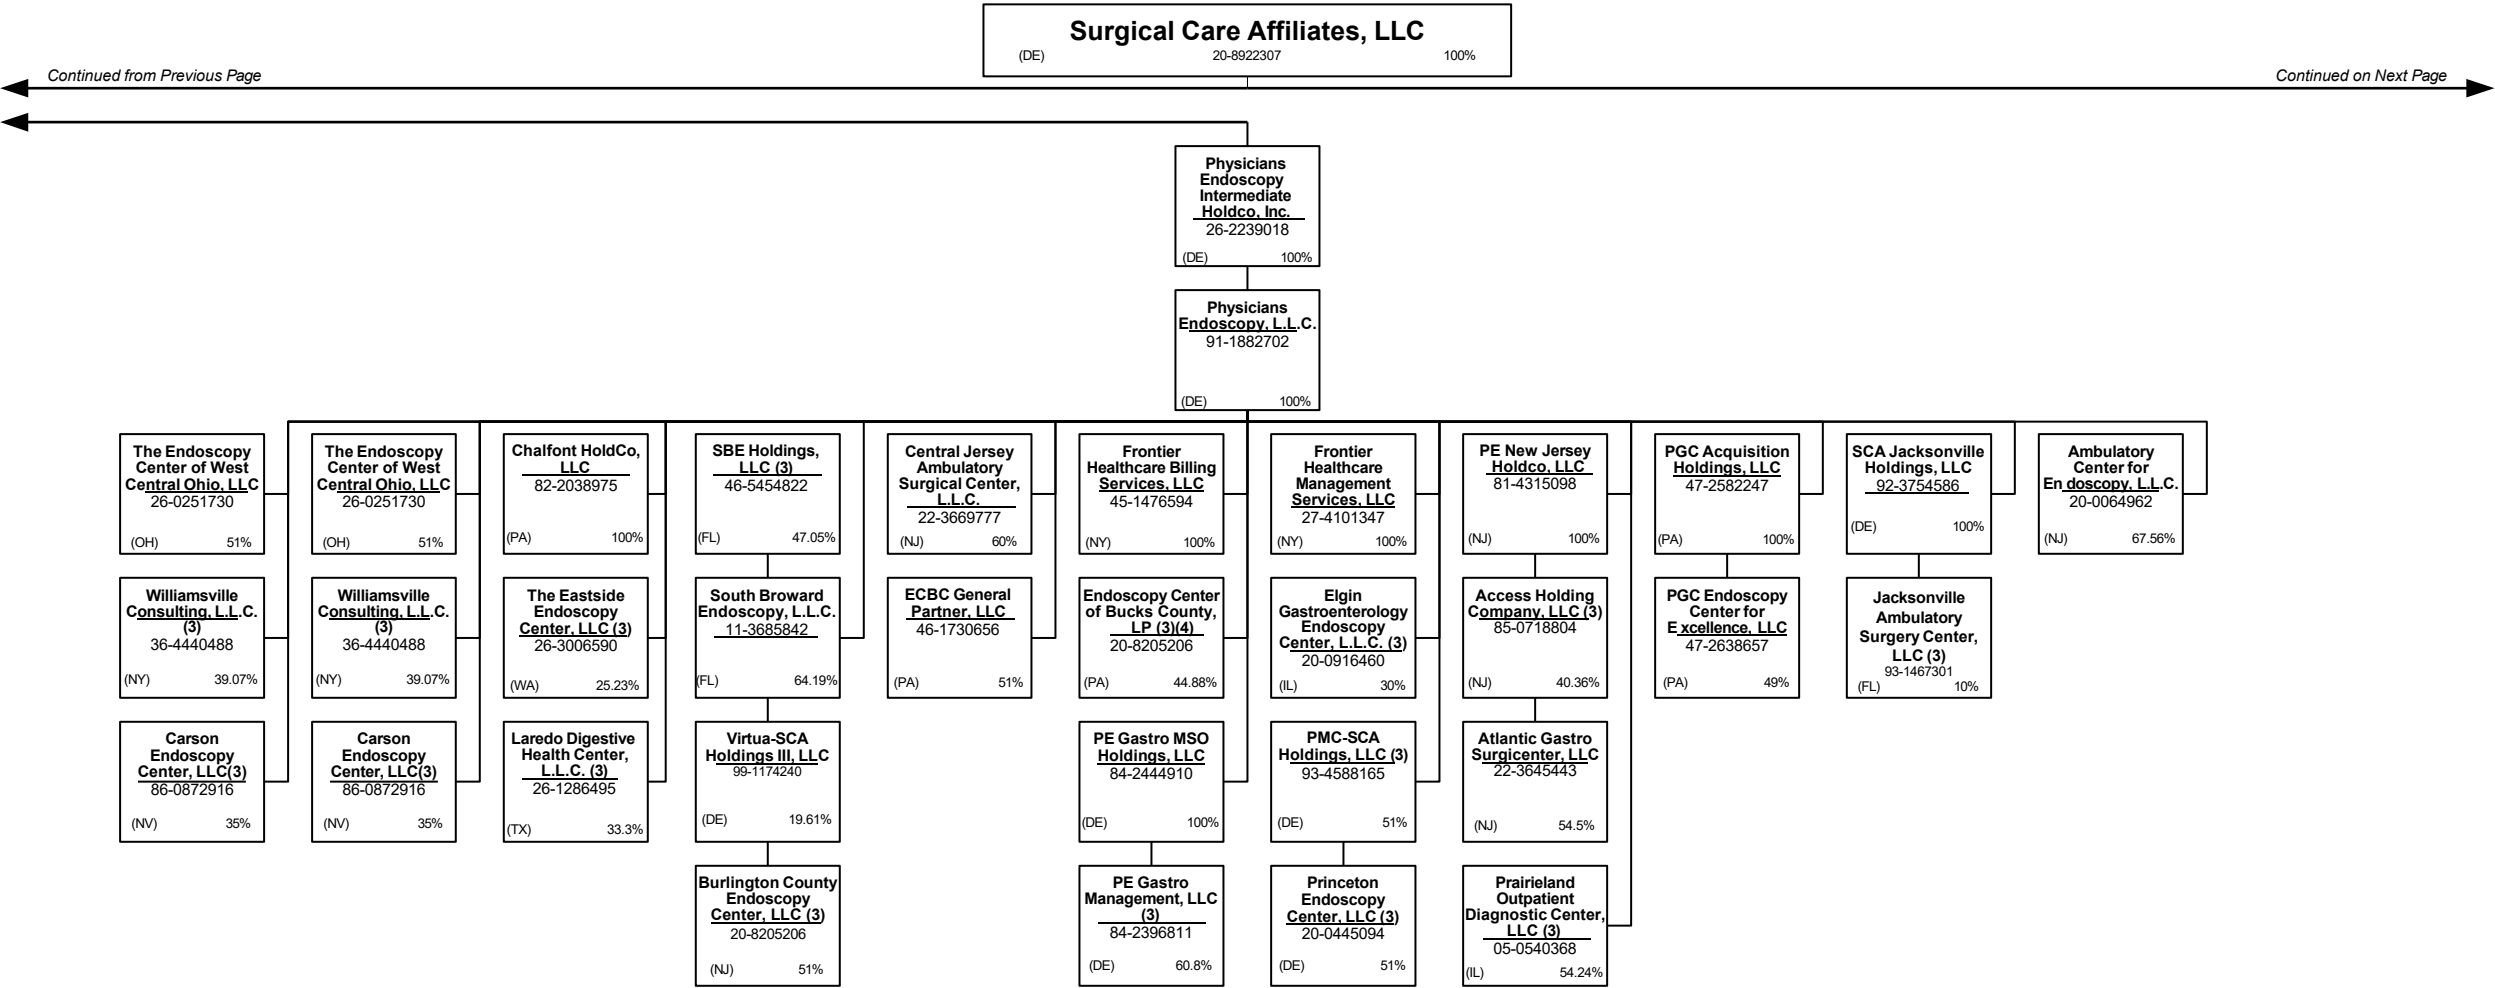 Surgical Care Affiliates, LLC
(DE) 20-8922307 100%
Continued from Previous Page
Continued on Next Page
Physicians
Endoscopy
Intermediate
Holdco, Inc.
26-2239018
(DE) 100%
Physicians
Endoscopy, L.L.C.
91-1882702
(DE) 100%
The Endoscopy
Center of West
Central Ohio, LLC
26-0251730
(OH) 51%
The Endoscopy
Center of West
Central Ohio, LLC
26-0251730
(OH) 51%
Chalfont HoldCo,
LLC
82-2038975
(PA) 100%
SBE Holdings,
LLC (3)
46-5454822
(FL) 47.05%
Central Jersey
Ambulatory
Surgical Center,
L.L.C.
22-3669777
(NJ) 60%
Frontier
Healthcare Billing
Services, LLC
45-1476594
(NY) 100%
Frontier
Healthcare
Management
Services, LLC
27-4101347
(NY) 100%
PE New Jersey
Holdco, LLC
81-4315098
(NJ) 100%
PGC Acquisition
Holdings, LLC
47-2582247
(PA) 100%
SCA Jacksonville
Holdings, LLC
92-3754586
(DE) 100%
Ambulatory
Center for
En doscopy, L.L.C.
20-0064962
(NJ) 67.56%
Williamsville
Consulting, L.L.C.
(3)
36-4440488
(NY) 39.07%
Williamsville
Consulting, L.L.C.
(3)
36-4440488
(NY) 39.07%
The Eastside
Endoscopy
Center, LLC (3)
26-3006590
(WA) 25.23%
South Broward
Endoscopy, L.L.C.
11-3685842
(FL) 64.19%
ECBC General
Partner, LLC
46-1730656
(PA) 51%
Endoscopy Center
of Bucks County,
LP (3)(4)
20-8205206
(PA) 44.88%
Elgin
Gastroenterology
Endoscopy
Center, L.L.C. (3)
20-0916460
(IL) 30%
Access Holding
Company, LLC (3)
85-0718804
(NJ) 40.36%
PGC Endoscopy
Center for
E xcellence, LLC
47-2638657
(PA) 49%
Jacksonville
Ambulatory
Surgery Center,
LLC (3)
93-1467301
(FL) 10%
Carson
Endoscopy
Center, LLC(3)
86-0872916
(NV) 35%
Carson
Endoscopy
Center, LLC(3)
86-0872916
(NV) 35%
Laredo Digestive
Health Center,
L.L.C. (3)
26-1286495
(TX) 33.3%
Virtua-SCA
Holdings III, LLC
99-1174240
(DE) 19.61%
PE Gastro MSO
Holdings, LLC
84-2444910
(DE) 100%
PMC-SCA
Holdings, LLC (3)
93-4588165
(DE) 51%
Atlantic Gastro
Surgicenter, LLC
22-3645443
(NJ) 54.5%
Burlington County
Endoscopy
Center, LLC (3)
20-8205206
(NJ) 51%
PE Gastro
Management, LLC
(3)
84-2396811
(DE) 60.8%
Princeton
Endoscopy
Center, LLC (3)
20-0445094
(DE) 51%
Prairieland
Outpatient
Diagnostic Center,
LLC (3)
05-0540368
(IL) 54.24%